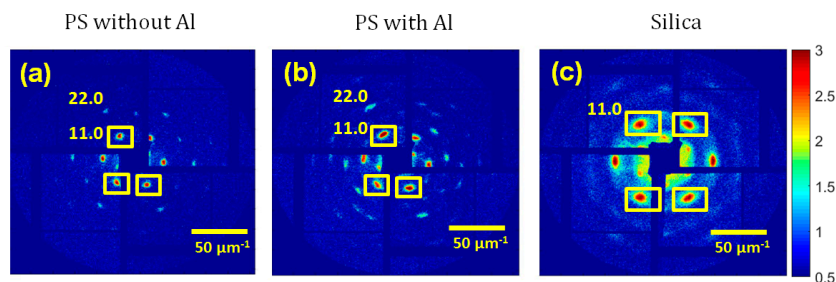 PS without Al
PS with Al
Silica
(a)
22.0
11.0
50 µm⁻¹
(b)
22.0
11.0
50 µm⁻¹
(c)
11.0
50 µm⁻¹
3
2.5
2
1.5
1
0.5